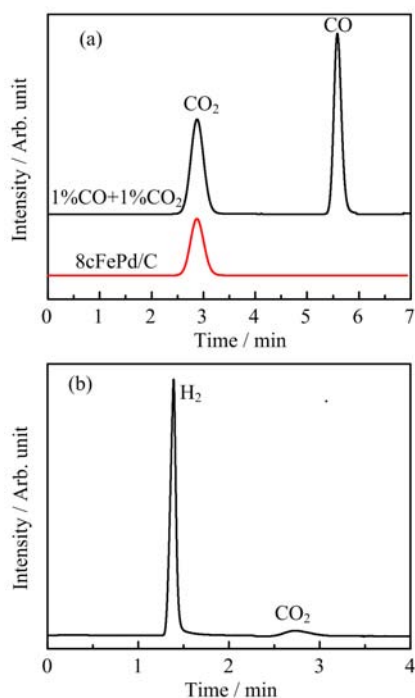 (a)
CO
CO₂
1%CO+1%CO₂
8cFePd/C
Intensity / Arb. unit
0 1 2 3 4 5 6 7
Time / min
(b)
H₂
CO₂
Intensity / Arb. unit
0 1 2 3 4
Time / min